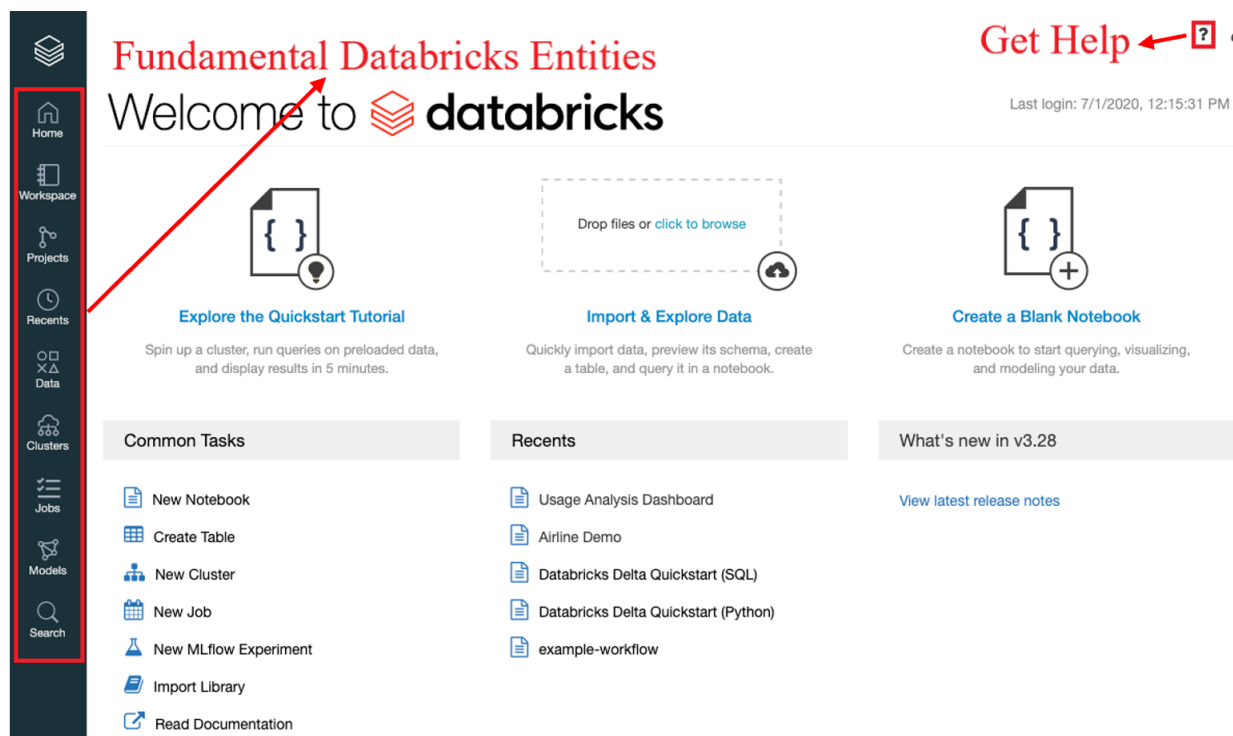 Fundamental Databricks Entities
Get Help
?
Welcome to databricks
Last login: 7/1/2020, 12:15:31 PM
Home
Workspace
Projects
Recents
Data
Clusters
Jobs
Models
Search
{ }
Explore the Quickstart Tutorial
Spin up a cluster, run queries on preloaded data,
and display results in 5 minutes.
Drop files or click to browse
Import & Explore Data
Quickly import data, preview its schema, create
a table, and query it in a notebook.
{ }
Create a Blank Notebook
Create a notebook to start querying, visualizing,
and modeling your data.
Common Tasks
New Notebook
Create Table
New Cluster
New Job
New MLflow Experiment
Import Library
Read Documentation
Recents
Usage Analysis Dashboard
Airline Demo
Databricks Delta Quickstart (SQL)
Databricks Delta Quickstart (Python)
example-workflow
What's new in v3.28
View latest release notes